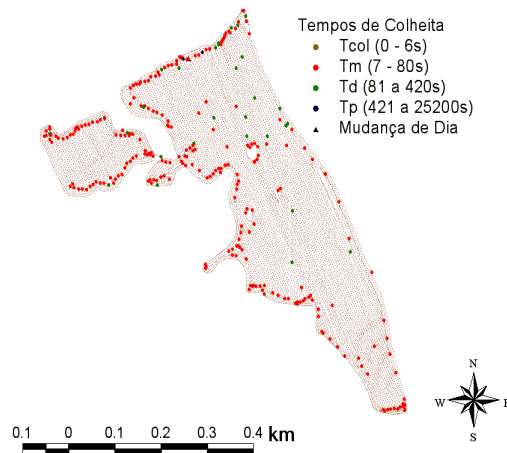 Tempos de Colheita
Tcol (0 - 6s)
Tm (7 - 80s)
Td (81 a 420s)
Tp (421 a 25200s)
Mudança de Dia
N
W E
S
0.1 0 0.1 0.2 0.3 0.4 km